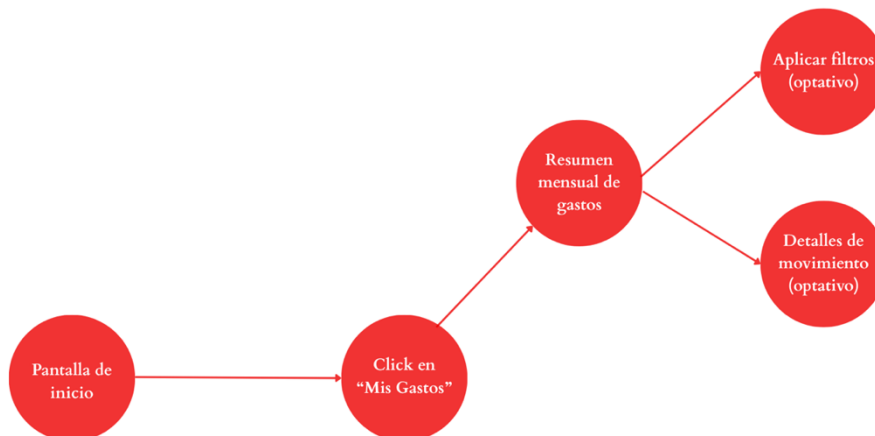 Aplicar filtros
(optativo)
Resumen
mensual de
gastos
Detalles de
movimiento
(optativo)
Pantalla de
inicio
Click en
“Mis Gastos”